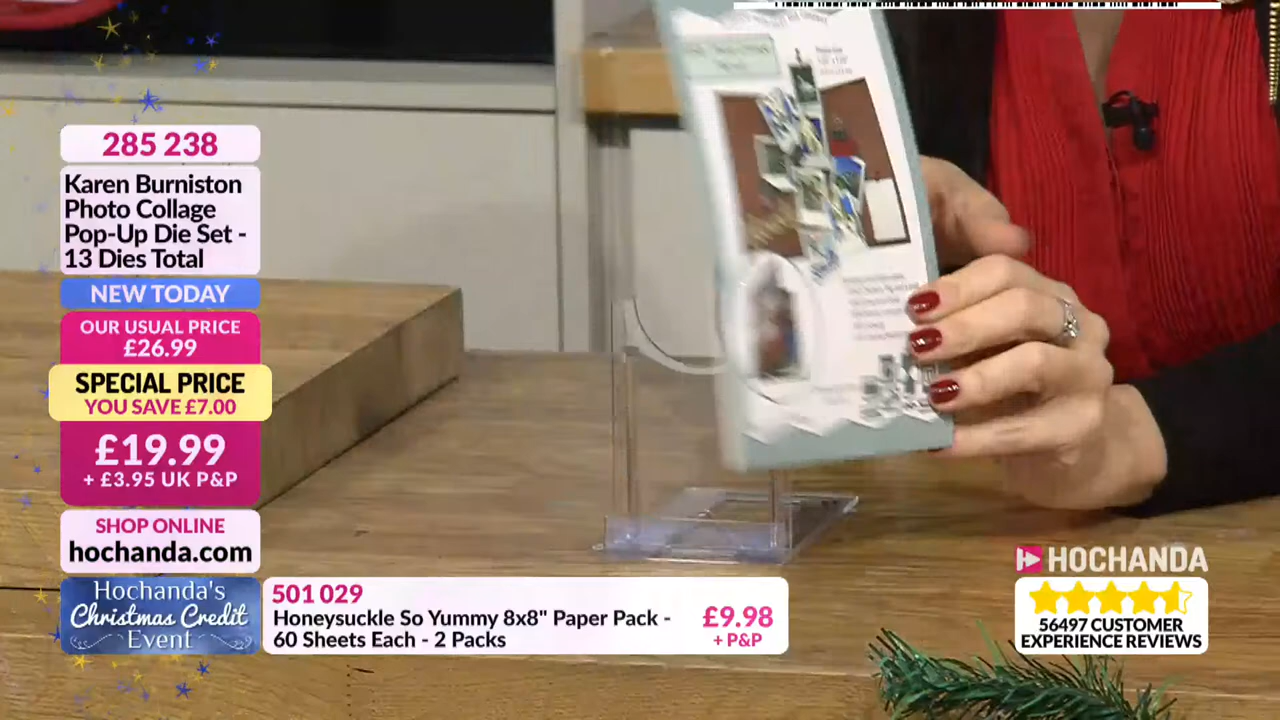 285 238
Karen Burniston
Photo Collage
Pop-Up Die Set -
13 Dies Total
NEW TODAY
OUR USUAL PRICE
£26.99
SPECIAL PRICE
YOU SAVE £7.00
£19.99
+ £3.95 UK P&P
SHOP ONLINE
hochanda.com
Hochanda's
Christmas Credit
Event
501 029
Honeysuckle So Yummy 8x8" Paper Pack -
60 Sheets Each - 2 Packs
£9.98
+ P&P
HOCHANDA
56497 CUSTOMER
EXPERIENCE REVIEWS